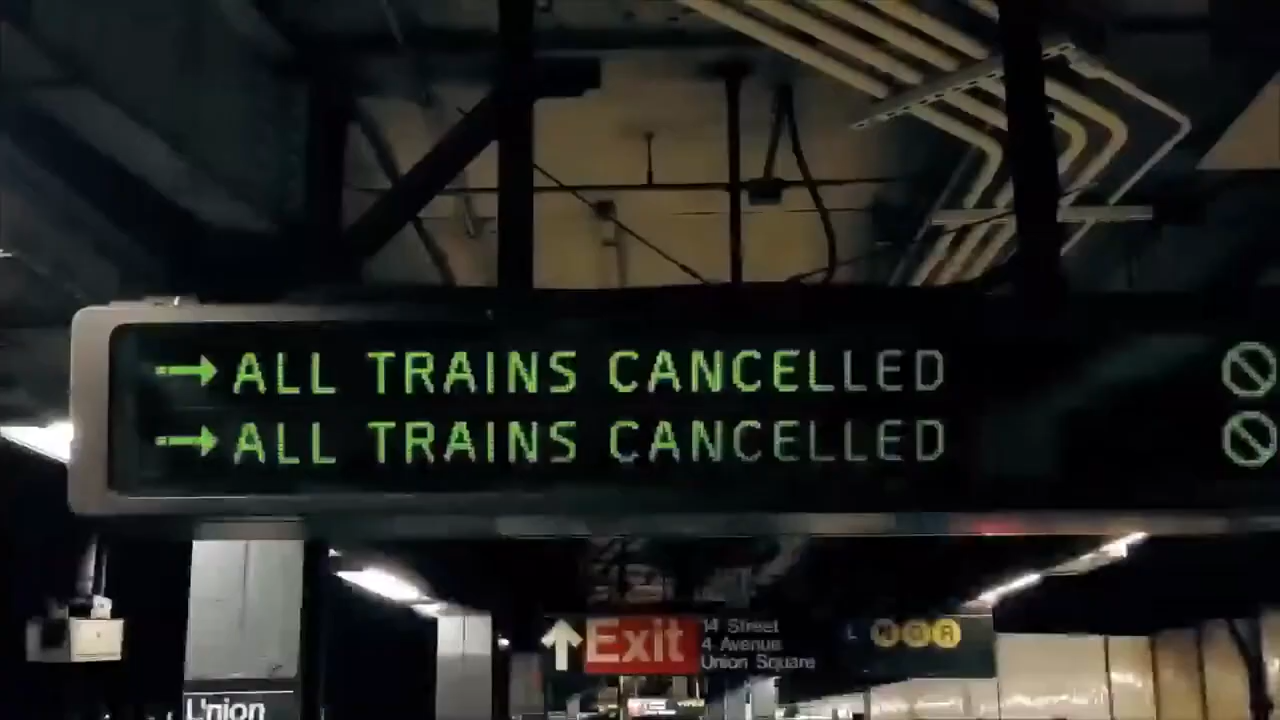 → ALL TRAINS CANCELLED
→ ALL TRAINS CANCELLED
↑ Exit
14 Street
4 Avenue
Union Square
L N Q R
Union